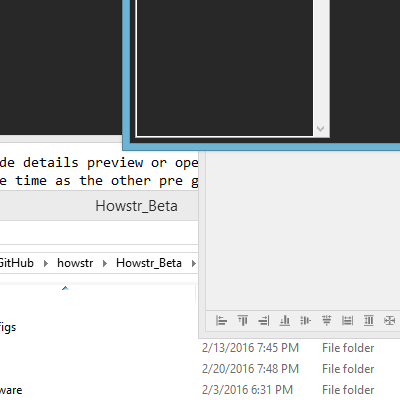 de details preview or ope
e time as the other pre g
Howstr_Beta
GitHub howstr Howstr_Beta
figs
2/13/2016 7:45 PM File folder
2/20/2016 7:48 PM File folder
ware 2/3/2016 6:31 PM File folder